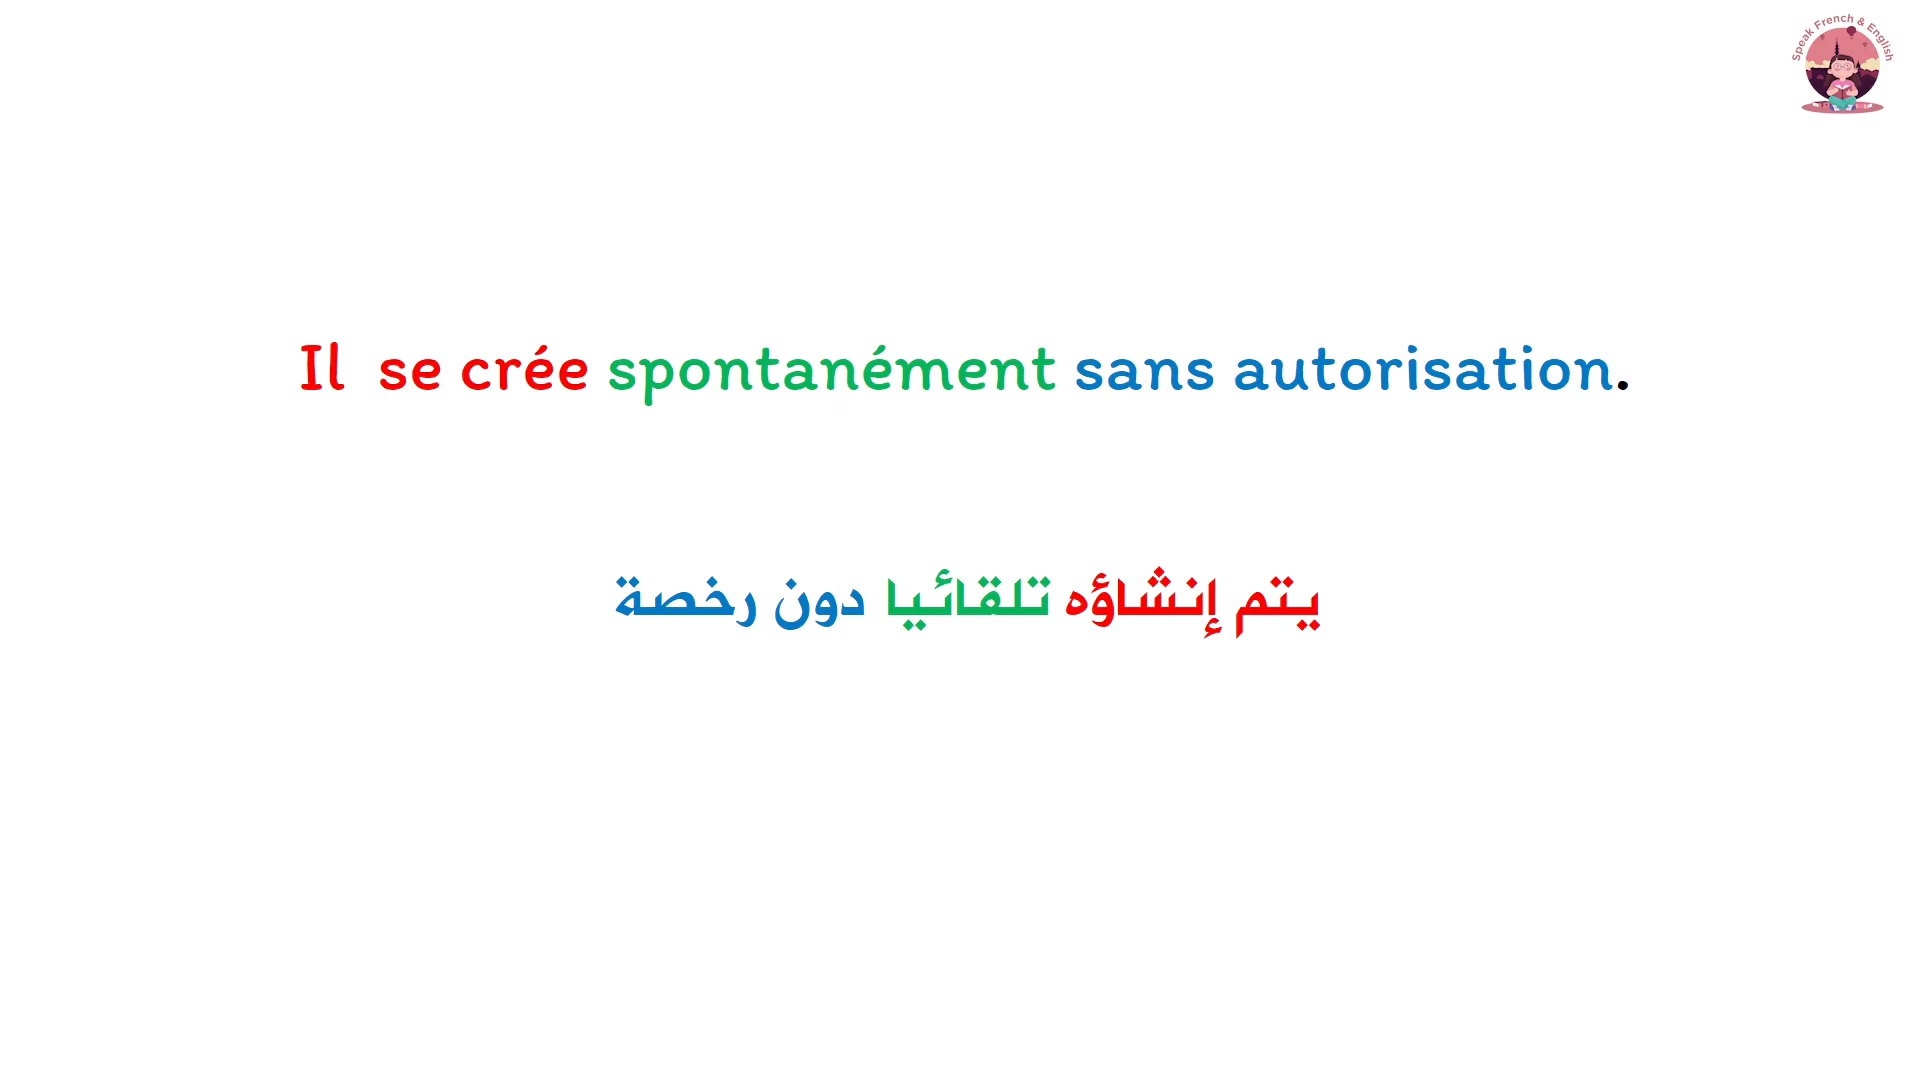 Speak French & English
Il se crée spontanément sans autorisation.
يتم إنشاؤه تلقائيا دون رخصة